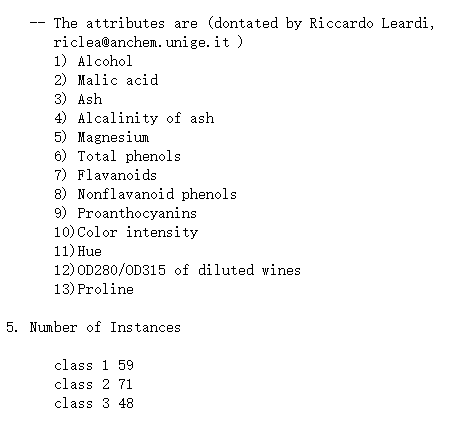 -- The attributes are (dontated by Riccardo Leardi,
riclea@anchem.unige.it )
1) Alcohol
2) Malic acid
3) Ash
4) Alcalinity of ash
5) Magnesium
6) Total phenols
7) Flavanoids
8) Nonflavanoid phenols
9) Proanthocyanins
10)Color intensity
11)Hue
12)OD280/OD315 of diluted wines
13)Proline
5. Number of Instances
class 1 59
class 2 71
class 3 48